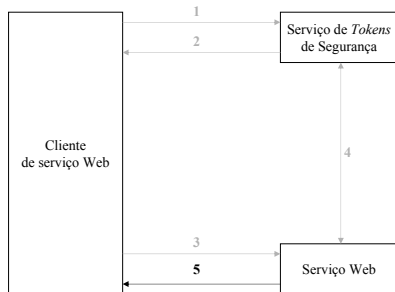 1
Serviço de Tokens
de Segurança
2
Cliente
de serviço Web
4
3
5
Serviço Web